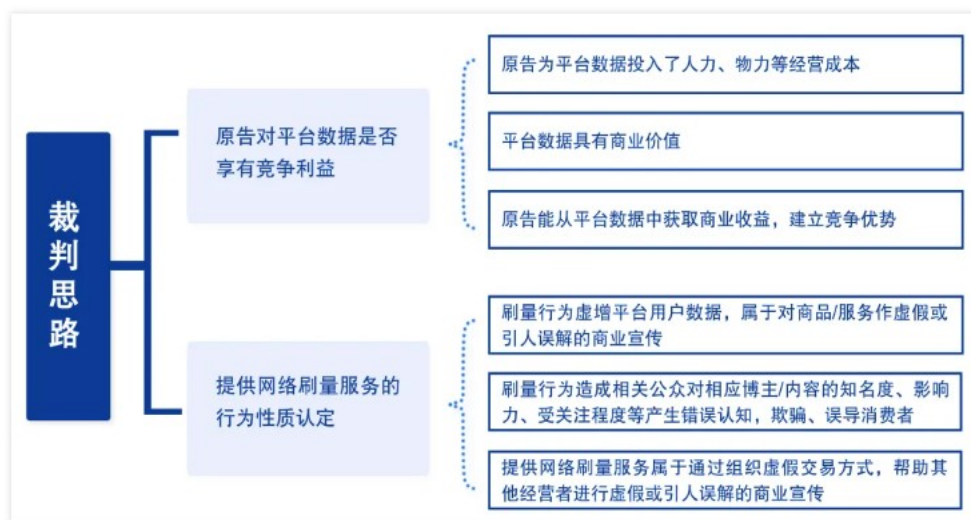 裁判思路
原告对平台数据是否
享有竞争利益
原告为平台数据投入了人力、物力等经营成本
平台数据具有商业价值
原告能从平台数据中获取商业收益，建立竞争优势
提供网络刷量服务的
行为性质认定
刷量行为虚增平台用户数据，属于对商品/服务作虚假或
引人误解的商业宣传
刷量行为造成相关公众对相应博主/内容的知名度、影响
力、受关注程度等产生错误认知，欺骗、误导消费者
提供网络刷量服务属于通过组织虚假交易方式，帮助其
他经营者进行虚假或引人误解的商业宣传